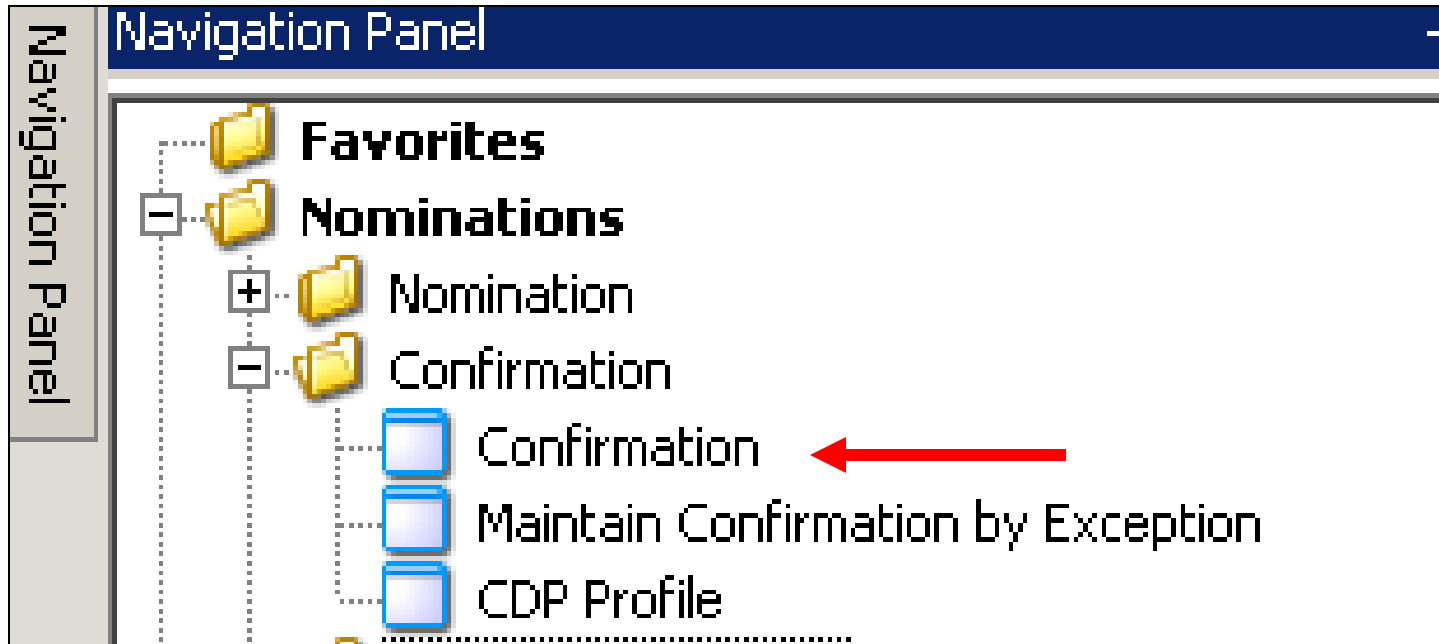 Navigation Panel
Navigation Panel
Favorites
Nominations
Nomination
Confirmation
Confirmation
Maintain Confirmation by Exception
CDP Profile